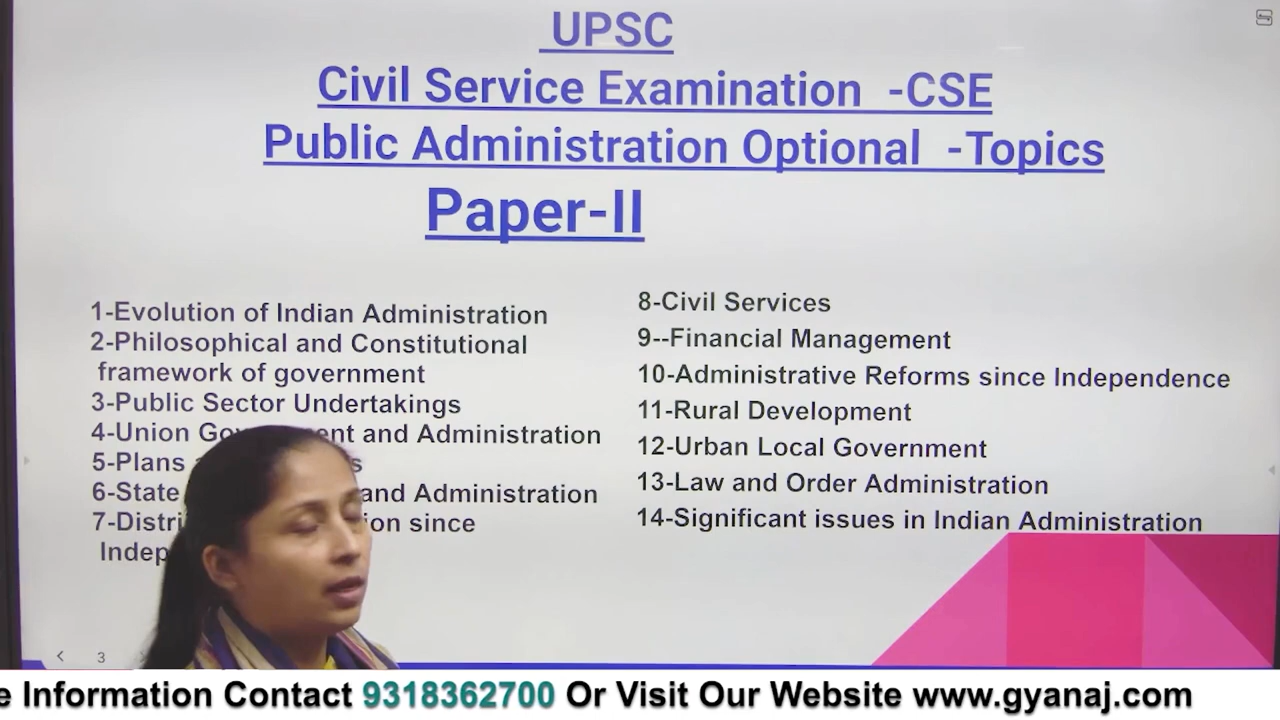 UPSC
Civil Service Examination -CSE
Public Administration Optional -Topics
Paper-II
1-Evolution of Indian Administration
2-Philosophical and Constitutional
framework of government
3-Public Sector Undertakings
4-Union and Administration
5-Plans
6-State and Administration
7- since
8-Civil Services
9--Financial Management
10-Administrative Reforms since Independence
11-Rural Development
12-Urban Local Government
13-Law and Order Administration
14-Significant issues in Indian Administration
3
e Information Contact 9318362700 Or Visit Our Website www.gyanaj.com